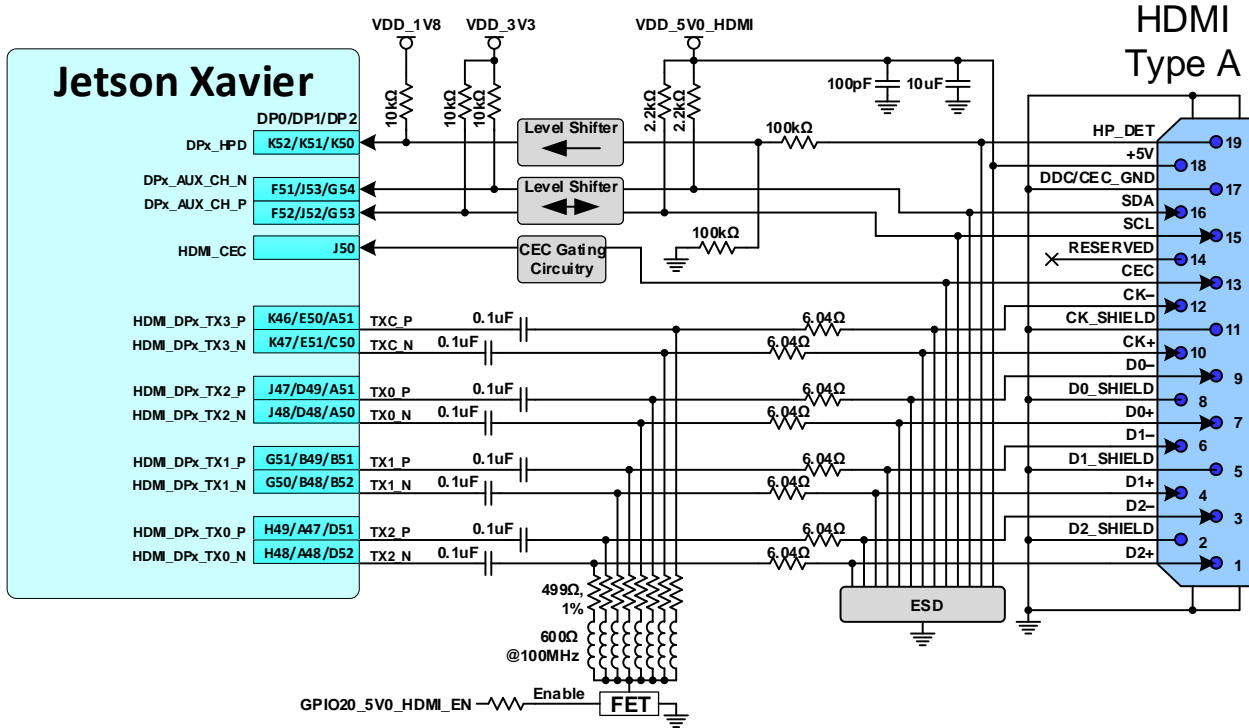 HDMI
Type A
VDD_1V8
VDD_3V3
VDD_5V0_HDMI
Jetson Xavier
10kΩ
10kΩ
10kΩ
2.2kΩ
2.2kΩ
100pF
10uF
DP0/DP1/DP2
DPx_HPD
K52/K51/K50
Level Shifter
100kΩ
HP_DET
19
+5V
18
DPx_AUX_CH_N
F51/J53/G54
DDC/CEC_GND
17
DPx_AUX_CH_P
F52/J52/G53
Level Shifter
SDA
16
SCL
15
HDMI_CEC
J50
CEC Gating
Circuitry
100kΩ
RESERVED
14
CEC
13
HDMI_DPx_TX3_P
K46/E50/A51
TXC_P
0.1uF
6.04Ω
CK–
12
HDMI_DPx_TX3_N
K47/E51/C50
TXC_N
0.1uF
6.04Ω
CK_SHIELD
11
CK+
10
HDMI_DPx_TX2_P
J47/D49/A51
TX0_P
0.1uF
6.04Ω
D0–
9
HDMI_DPx_TX2_N
J48/D48/A50
TX0_N
0.1uF
6.04Ω
D0_SHIELD
8
D0+
7
HDMI_DPx_TX1_P
G51/B49/B51
TX1_P
0.1uF
6.04Ω
D1–
6
HDMI_DPx_TX1_N
G50/B48/B52
TX1_N
0.1uF
6.04Ω
D1_SHIELD
5
D1+
4
HDMI_DPx_TX0_P
H49/A47/D51
TX2_P
0.1uF
6.04Ω
D2–
3
HDMI_DPx_TX0_N
H48/A48/D52
TX2_N
0.1uF
6.04Ω
D2_SHIELD
2
D2+
1
499Ω,
1%
600Ω
@100MHz
ESD
GPIO20_5V0_HDMI_EN
Enable
FET